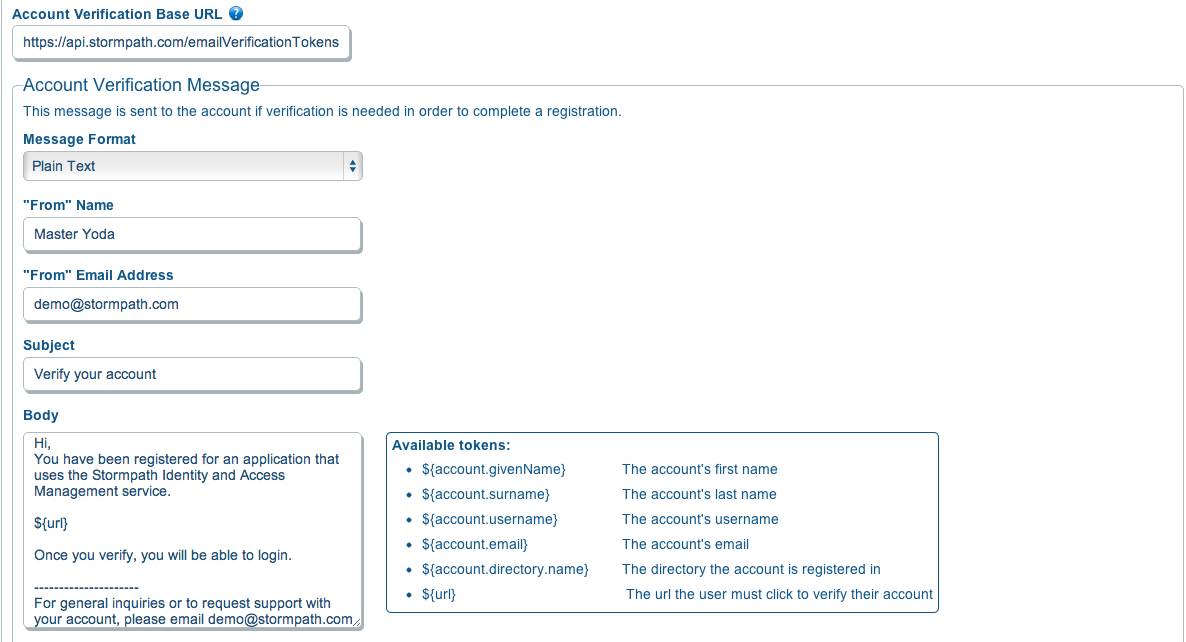 Account Verification Base URL ?
https://api.stormpath.com/emailVerificationTokens
Account Verification Message
This message is sent to the account if verification is needed in order to complete a registration.
Message Format
Plain Text
"From" Name
Master Yoda
"From" Email Address
demo@stormpath.com
Subject
Verify your account
Body
Hi,
You have been registered for an application that
uses the Stormpath Identity and Access
Management service.
${url}
Once you verify, you will be able to login.
---------------------
For general inquiries or to request support with
your account, please email demo@stormpath.com
Available tokens:
• ${account.givenName} The account's first name
• ${account.surname} The account's last name
• ${account.username} The account's username
• ${account.email} The account's email
• ${account.directory.name} The directory the account is registered in
• ${url} The url the user must click to verify their account